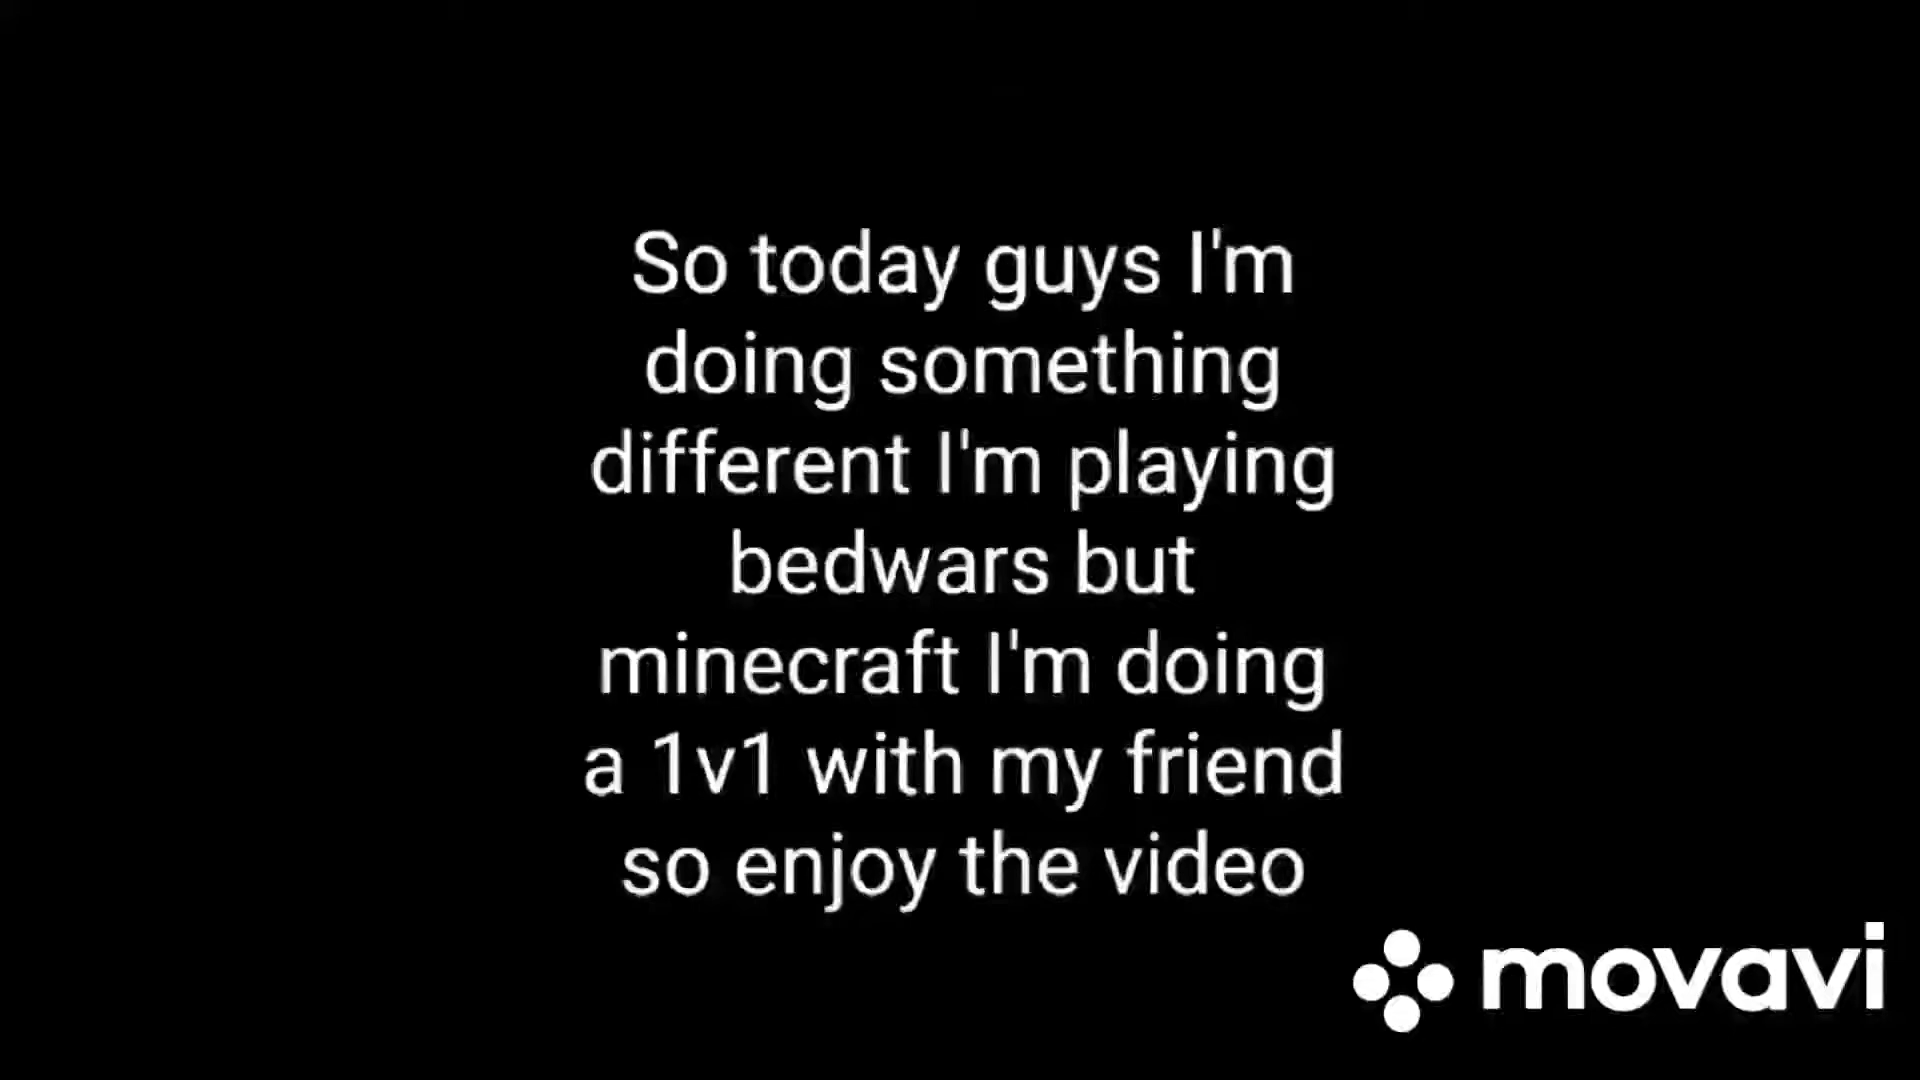 So today guys I'm
doing something
different I'm playing
bedwars but
minecraft I'm doing
a 1v1 with my friend
so enjoy the video
movavi